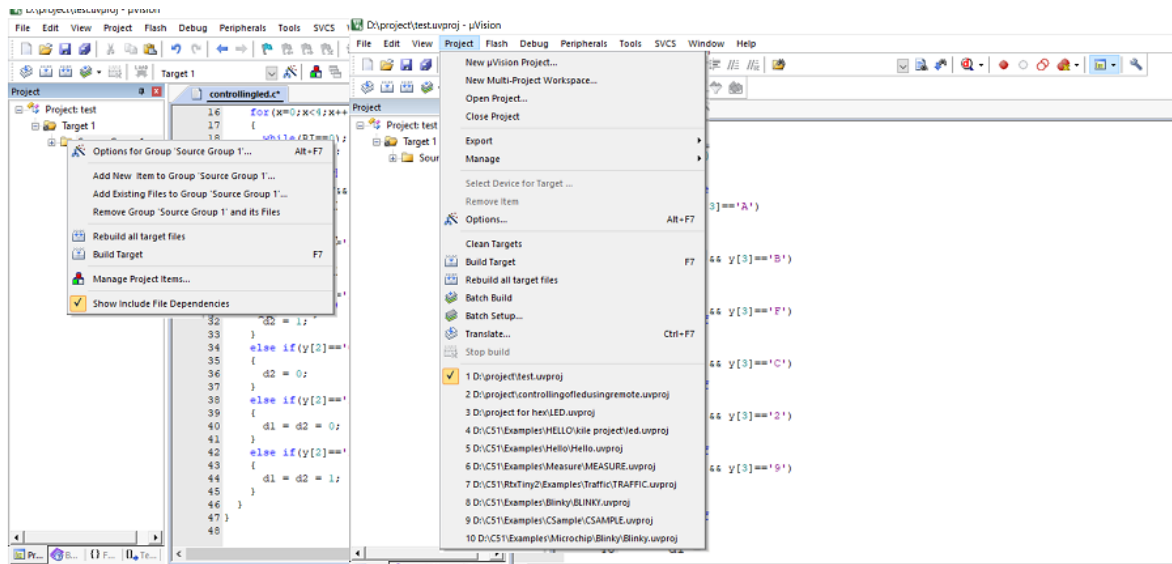 D:\project\test.uvproj - µVision
File Edit View Project Flash Debug Peripherals Tools SVCS
Target 1
Project
Project: test
Target 1
controllingled.c*
16 for(x=0;x<4;x++
17 {
18 while(RI==0);
Options for Group 'Source Group 1'... Alt+F7
Add New Item to Group 'Source Group 1'...
Add Existing Files to Group 'Source Group 1'...
Remove Group 'Source Group 1' and its Files
Rebuild all target files
Build Target F7
Manage Project Items...
Show Include File Dependencies
32 d2 = 1;
33 }
34 else if(y[2]=='
35 {
36 d2 = 0;
37 }
38 else if(y[2]=='
39 {
40 d1 = d2 = 0;
41 }
42 else if(y[2]=='
43 {
44 d1 = d2 = 1;
45 }
46 }
47 }
48
Pr... B... {} F... Te...
D:\project\test.uvproj - µVision
File Edit View Project Flash Debug Peripherals Tools SVCS Window Help
Project
Project: test
Target 1
Sour
New µVision Project...
New Multi-Project Workspace...
Open Project...
Close Project
Export
Manage
Select Device for Target ...
Remove Item
Options... Alt+F7
Clean Targets
Build Target F7
Rebuild all target files
Batch Build
Batch Setup...
Translate... Ctrl+F7
Stop build
1 D:\project\test.uvproj
2 D:\project\controllingofledusingremote.uvproj
3 D:\project for hex\LED.uvproj
4 D:\C51\Examples\HELLO\kile project\led.uvproj
5 D:\C51\Examples\Hello\Hello.uvproj
6 D:\C51\Examples\Measure\MEASURE.uvproj
7 D:\C51\RtxTiny2\Examples\Traffic\TRAFFIC.uvproj
8 D:\C51\Examples\Blinky\BLINKY.uvproj
9 D:\C51\Examples\CSample\CSAMPLE.uvproj
10 D:\C51\Examples\Microchip\Blinky\Blinky.uvproj
3]=='A')
&& y[3]=='B')
&& y[3]=='F')
&& y[3]=='C')
&& y[3]=='2')
&& y[3]=='9')